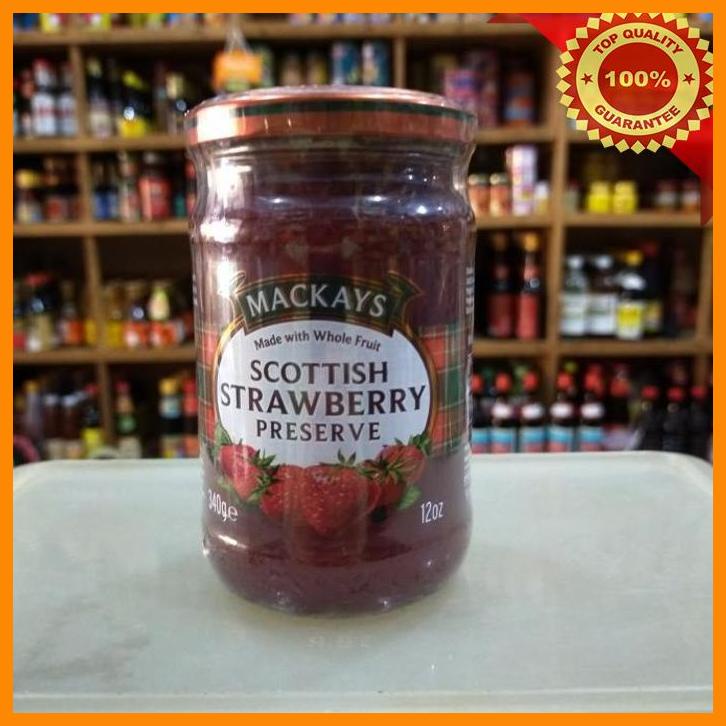 TOP QUALITY
100%
GUARANTEE
MACKAYS
Made with Whole Fruit
SCOTTISH
STRAWBERRY
PRESERVE
340g℮
12oz